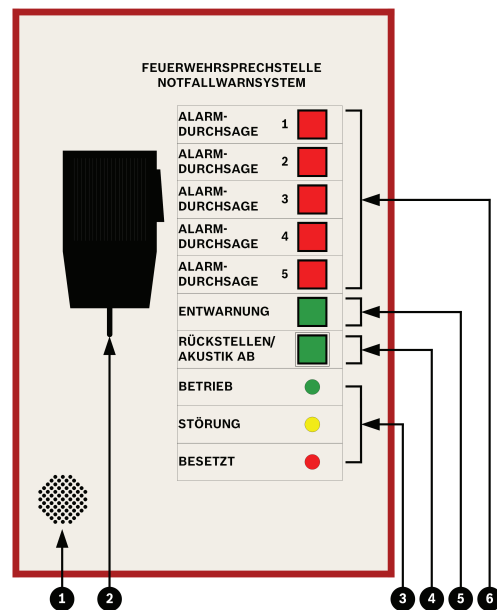 FEUERWEHRSPRECHSTELLE
NOTFALLWARNSYSTEM
ALARM-
DURCHSAGE 1
ALARM-
DURCHSAGE 2
ALARM-
DURCHSAGE 3
ALARM-
DURCHSAGE 4
ALARM-
DURCHSAGE 5
ENTWARNUNG
RÜCKSTELLEN/
AKUSTIK AB
BETRIEB
STÖRUNG
BESETZT
1 2 3 4 5 6